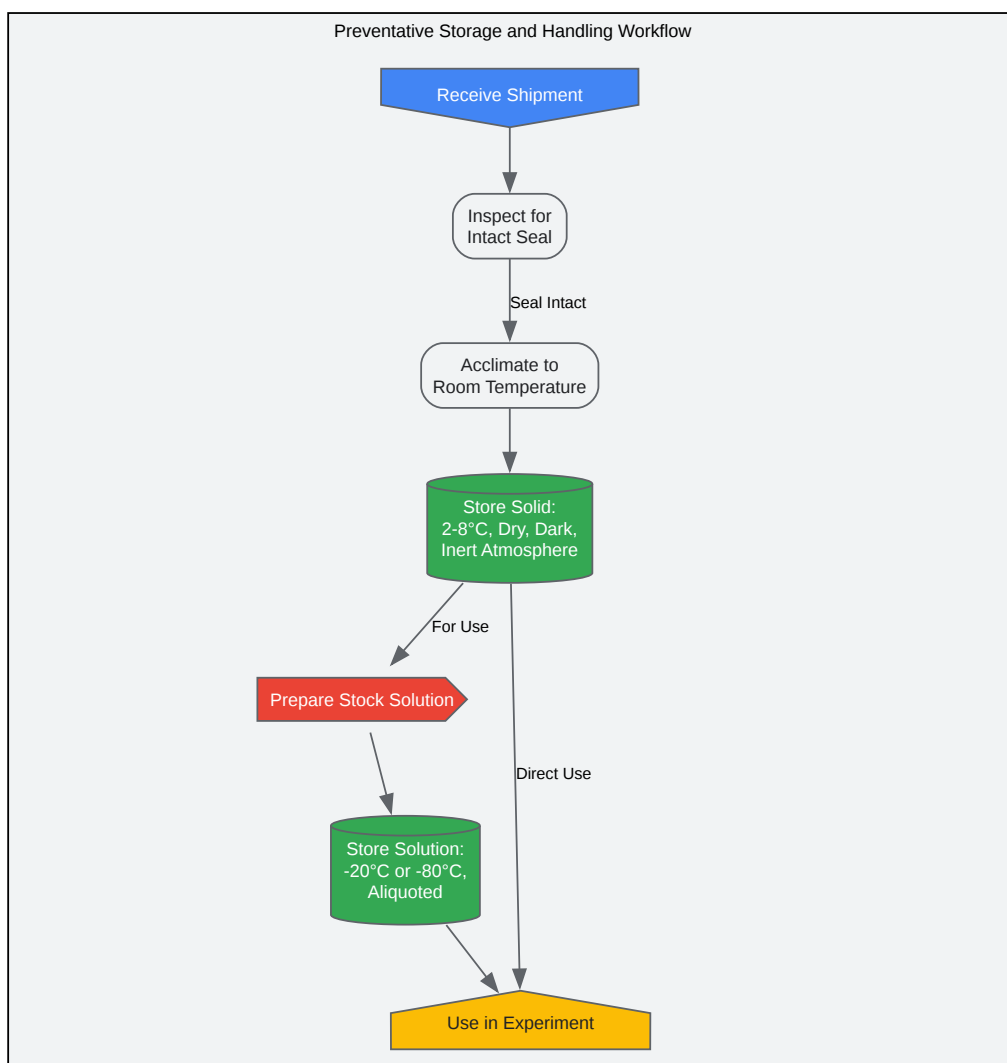 Preventative Storage and Handling Workflow
Receive Shipment
Inspect for
Intact Seal
Seal Intact
Acclimate to
Room Temperature
Store Solid:
2-8°C, Dry, Dark,
Inert Atmosphere
For Use
Prepare Stock Solution
Direct Use
Store Solution:
-20°C or -80°C,
Aliquoted
Use in Experiment